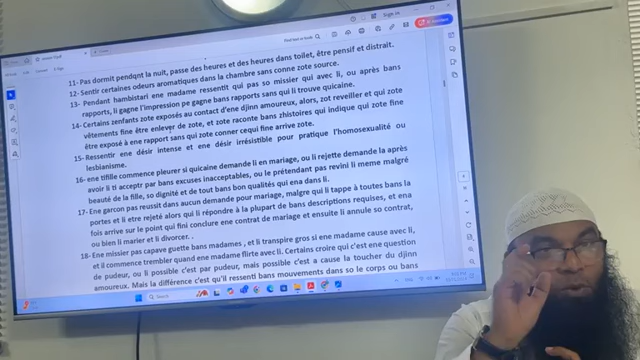 Sign in
Find text or tools
11- Pas dormit pendqnt la nuit, passe des heures et des heures dans toilet, être pensif et distrait.
12- Sentir certaines odeurs aromatiques dans la chambre sans conne zote source.
13- Pendant hambistari ene madame ressentit qui pas so missier qui avec li, ou après bans
rapports, li gagne l'impression pe gagne bans rapports sans qui li trouve quicaine.
14- Certains zenfants zote exposés au contact d'ene djinn amoureux, alors, zot reveiller et qui zote
vêtements fine être enlever de zote, et zote raconte bans zhistoires qui indique qui zote fine
être exposé à ene rapport sans qui zote conner cequi fine arrive zote.
15- Ressentir ene désir intense et ene désir irrésistible pour pratique l'homosexualité ou
lesbianisme.
16- ene tifille commence pleurer si quicaine demande li en mariage, ou li rejette demande la après
avoir li ti acceptr par bans excuses inacceptables, ou le prétendant pas revini li meme malgré
beauté de la fille, so dignité et de tout bans bon qualités qui ena dans li.
17- Ene garcon pas reussit dans aucun demande pour mariage, malgre qui li tappe à toutes bans la
portes et li etre rejeté alors qui li répondre à la plupart de bans descriptions requises, et ena
fois arrive sur le point qui fini conclure ene contrat de mariage et ensuite li annule so contrat,
ou bien li marier et li divorcer. .
18- Ene missier pas capave guette bans madames , et li transpire gros si ene madame cause avec li,
et il commence trembler quand ene madame flirte avec li. Certains croire qui c'est ene question
de pudeur, ou li possible c'est par pudeur, mais possible c'est a cause la toucher du djinn
amoureux. Mais la différence c'est qu'il ressenti bans mouvements dans so le corps ou bans
Search